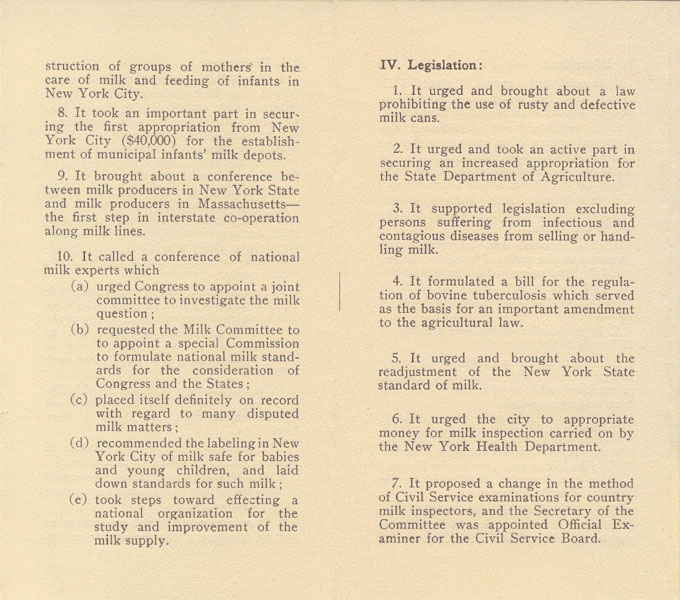 struction of groups of mothers in the
care of milk and feeding of infants in
New York City.
8. It took an important part in secur-
ing the first appropriation from New
York City ($40,000) for the establish-
ment of municipal infants' milk depots.
9. It brought about a conference be-
tween milk producers in New York State
and milk producers in Massachusetts—
the first step in interstate co-operation
along milk lines.
10. It called a conference of national
milk experts which
(a) urged Congress to appoint a joint
committee to investigate the milk
question;
(b) requested the Milk Committee to
to appoint a special Commission
to formulate national milk stand-
ards for the consideration of
Congress and the States;
(c) placed itself definitely on record
with regard to many disputed
milk matters;
(d) recommended the labeling in New
York City of milk safe for babies
and young children, and laid
down standards for such milk;
(e) took steps toward effecting a
national organization for the
study and improvement of the
milk supply.
IV. Legislation:
1. It urged and brought about a law
prohibiting the use of rusty and defective
milk cans.
2. It urged and took an active part in
securing an increased appropriation for
the State Department of Agriculture.
3. It supported legislation excluding
persons suffering from infectious and
contagious diseases from selling or hand-
ling milk.
4. It formulated a bill for the regula-
tion of bovine tuberculosis which served
as the basis for an important amendment
to the agricultural law.
5. It urged and brought about the
readjustment of the New York State
standard of milk.
6. It urged the city to appropriate
money for milk inspection carried on by
the New York Health Department.
7. It proposed a change in the method
of Civil Service examinations for country
milk inspectors, and the Secretary of the
Committee was appointed Official Ex-
aminer for the Civil Service Board.